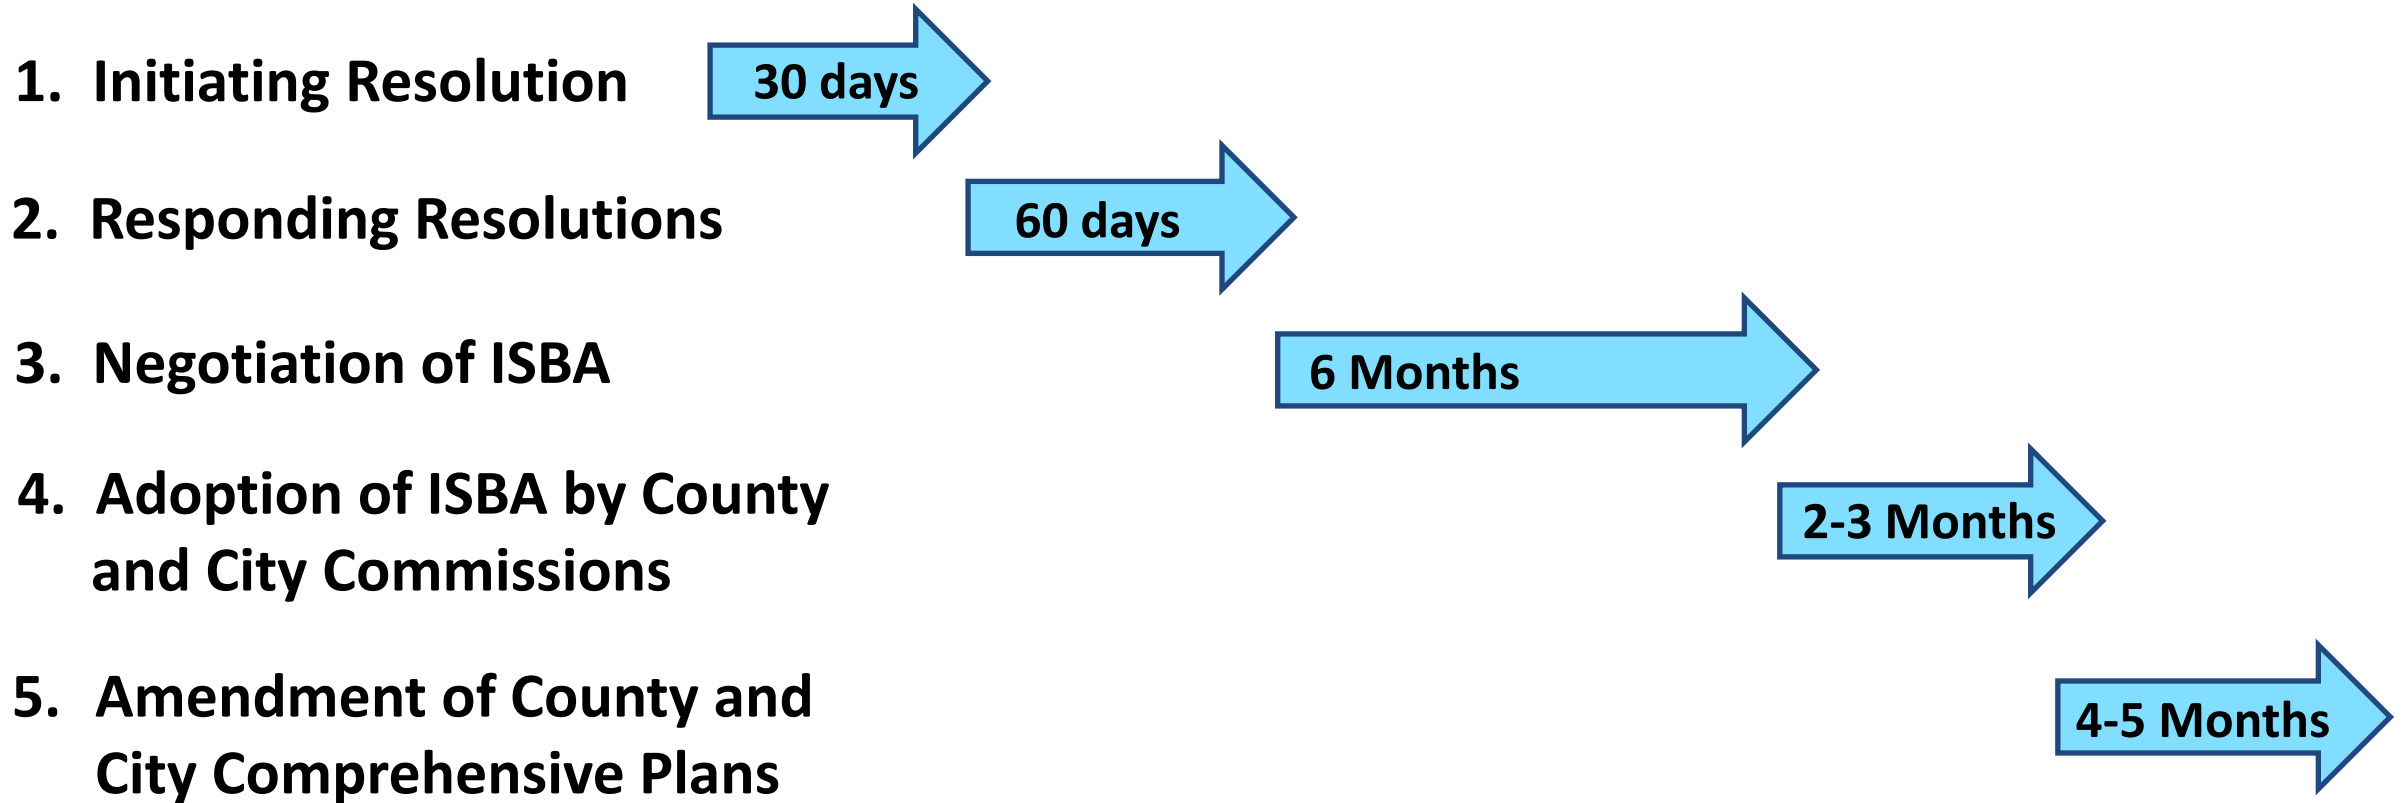 1. Initiating Resolution 30 days
2. Responding Resolutions 60 days
3. Negotiation of ISBA 6 Months
4. Adoption of ISBA by County
and City Commissions 2-3 Months
5. Amendment of County and
City Comprehensive Plans 4-5 Months